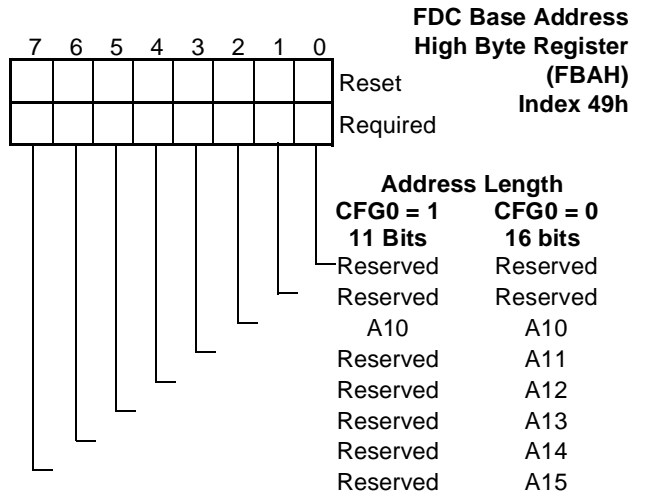 FDC Base Address
High Byte Register
(FBAH)
Index 49h
7 6 5 4 3 2 1 0
Reset
Required
Address Length
CFG0 = 1 CFG0 = 0
11 Bits 16 bits
Reserved Reserved
Reserved Reserved
A10 A10
Reserved A11
Reserved A12
Reserved A13
Reserved A14
Reserved A15